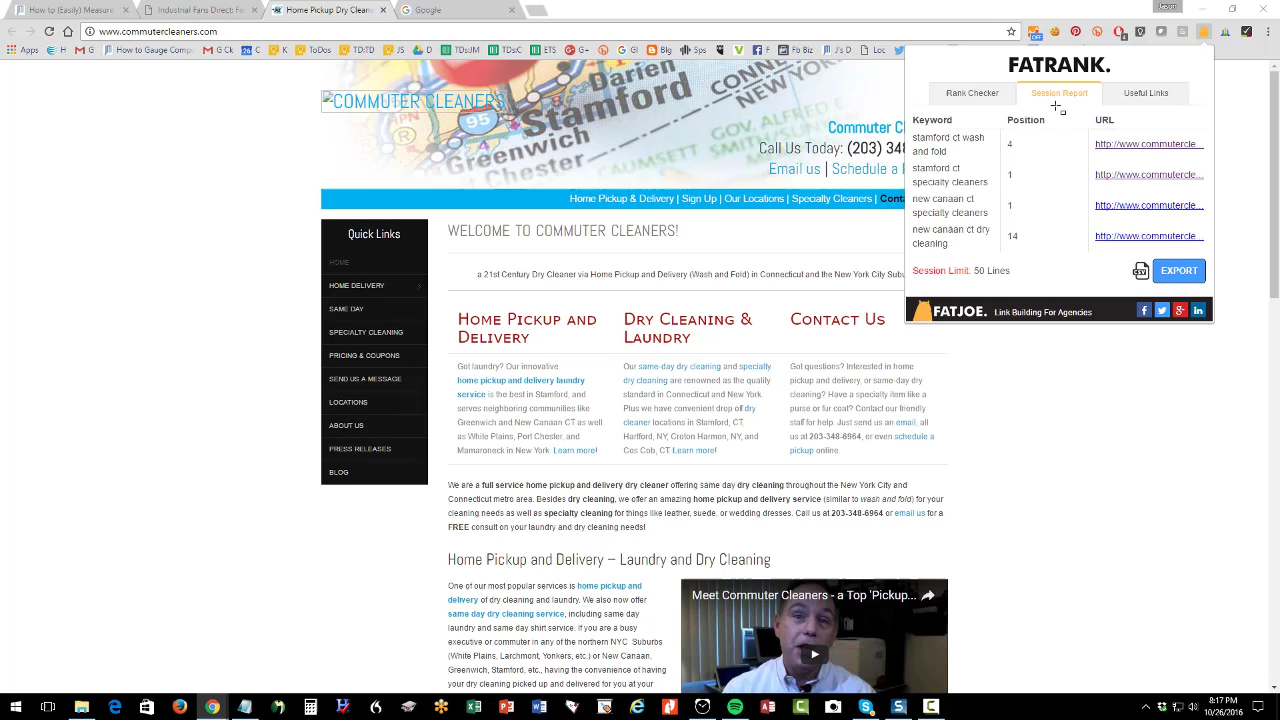 How to (Easily) Measure
Industrial Fans Direct Fo
Home Pickup Dry Cleaner
Google
www.commutercleaners.com
Apps
How to Gauge Compe
G Ck
C
TDsJM
ETCS
G+
Blg
Spc
V
F
Fb Biz
OFF
4
Darien
Stamford
Greenwich
95
CONNE
NEW
COMMUTER CLEANERS
Commuter C
Call Us Today: (203) 348
Email us | Schedule a
Home Pickup & Delivery | Sign Up | Our Locations | Specialty Cleaners | Conta
FATRANK.
Rank Checker
Session Report
Useful Links
Keyword Position URL
stamford ct wash and fold 4 http://www.commutercle...
stamford ct specialty cleaners 1 http://www.commutercle...
new canaan ct specialty cleaners 1 http://www.commutercle...
new canaan ct dry cleaning 14 http://www.commutercle...
Session Limit: 50 Lines
CSV
EXPORT
FATJOE. Link Building For Agencies
Quick Links
HOME
HOME DELIVERY
SAME DAY
SPECIALTY CLEANING
PRICING & COUPONS
SEND US A MESSAGE
LOCATIONS
ABOUT US
PRESS RELEASES
BLOG
WELCOME TO COMMUTER CLEANERS!
a 21st Century Dry Cleaner via Home Pickup and Delivery (Wash and Fold) in Connecticut and the New York City Subu
Home Pickup and
Delivery
Got laundry? Our innovative
home pickup and delivery laundry
service is the best in Stamford, and
serves neighboring communities like
Greenwich and New Canaan CT as well
as White Plains, Port Chester, and
Mamaroneck in New York. Learn more!
Dry Cleaning &
Laundry
Our same-day dry cleaning and specialty
dry cleaning are renowned as the quality
standard in Connecticut and New York
Plus we have convenient drop off dry
cleaner locations in Stamford, CT,
Hartford, NY, Croton Harmon, NY, and
Cos Cob, CT. Learn more!
Contact Us
Got questions? Interested in home
pickup and delivery, or same-day dry
cleaning? Have a specialty item like a
purse or fur coat? Contact our friendly
staff for help. Just send us an email, call
us at 203-348-6964, or even schedule a
pickup online.
We are a full service home pickup and delivery dry cleaner offering same day dry cleaning throughout the New York City and
Connecticut metro area. Besides dry cleaning, we offer an amazing home pickup and delivery service (similar to wash and fold) for your
cleaning needs as well as specialty cleaning for things like leather, suede, or wedding dresses. Call us at 203-348-6964 or email us for a
FREE consult on your laundry and dry cleaning needs!
Home Pickup and Delivery – Laundry and Dry Cleaning
One of our most popular services is home pickup and
delivery of dry cleaning and laundry. We also now offer
same day dry cleaning service, including same day
laundry and same day shirt service. If you are a busy
executive or commuter in any of the northern NYC Suburbs
(White Plains, Larchmont, Yonkers, etc.) or New Canaan,
Greenwich, Stamford, etc., having the convenience of having
your dry cleaning picked up and delivered for you at your
Meet Commuter Cleaners - a Top 'Pickup...
8:17 PM
10/26/2016